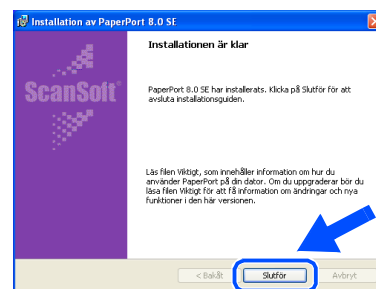 Installation av PaperPort 8.0 SE
Installationen är klar
ScanSoft®
PaperPort 8.0 SE har installerats. Klicka på Slutför för att
avsluta installationsguiden.
Läs filen Viktigt, som innehåller information om hur du
använder PaperPort på din dator. Om du uppgraderar bör du
läsa filen Viktigt för att få information om ändringar och nya
funktioner i den här versionen.
< Bakåt
Slutför
Avbryt